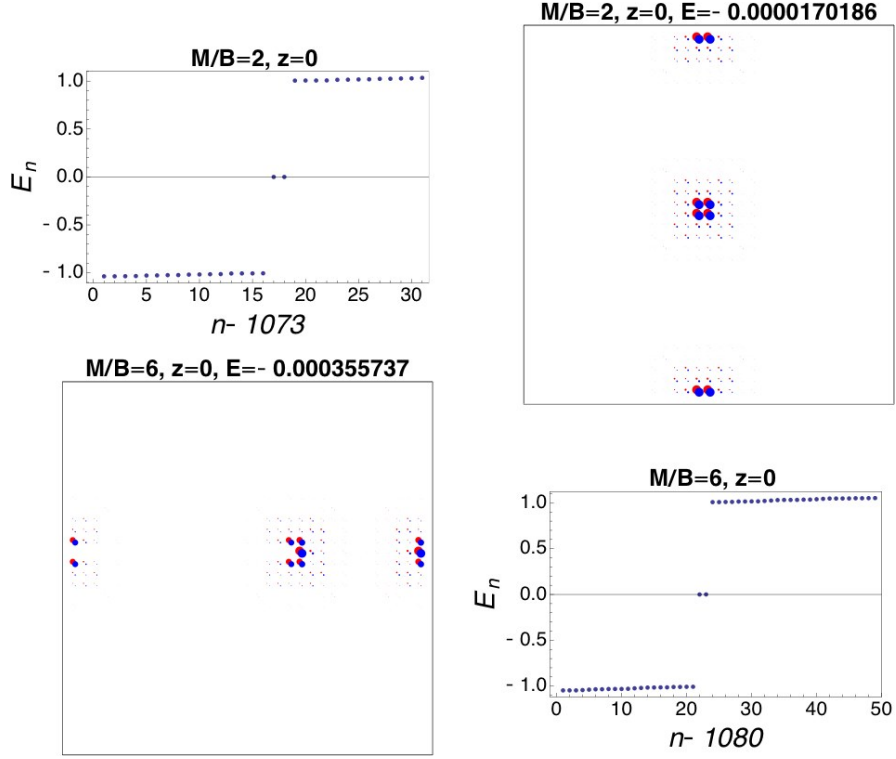 M/B=2, z=0
1.0
0.5
0.0
- 0.5
- 1.0
En
0 5 10 15 20 25 30
n- 1073
M/B=2, z=0, E=- 0.0000170186
M/B=6, z=0, E=- 0.000355737
M/B=6, z=0
1.0
0.5
0.0
- 0.5
- 1.0
En
0 10 20 30 40 50
n- 1080